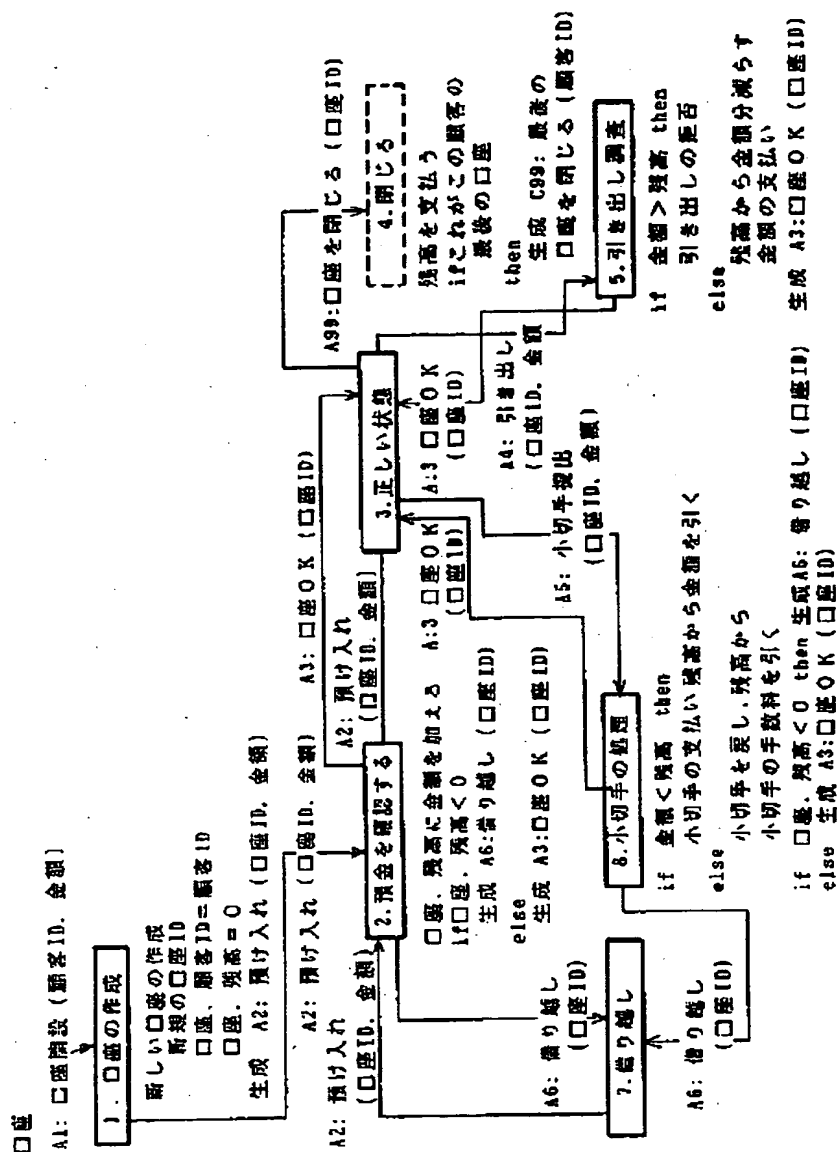 口座
A1: 口座開設 (顧客ID. 金額)
1. 口座の作成
新しい口座の作成
新規の口座ID
口座. 顧客ID=顧客ID
口座. 残高=0
生成 A2: 預け入れ (口座ID. 金額)
A2: 預け入れ (口座ID. 金額)
A2: 預け入れ
(口座ID. 金額)
2. 預金を確認する
口座. 残高に金額を加える
if口座. 残高<0
生成 A6:借り越し (口座ID)
else
生成 A3:口座OK (口座ID)
A3: 口座OK (口座ID)
A2: 預け入れ
(口座ID. 金額)
A:3 口座OK
(口座ID)
3. 正しい状態
A:3 口座OK
(口座ID)
A4: 引き出し
(口座ID. 金額)
A5: 小切手提出
(口座ID. 金額)
A99:口座を閉じる (口座ID)
4. 閉じる
残高を支払う
ifこれがこの顧客の
最後の口座
then
生成 C99: 最後の
口座を閉じる (顧客ID)
5. 引き出し調査
if 金額>残高 then
引き出しの拒否
else
残高から金額分減らす
金額の支払い
生成 A3:口座OK (口座ID)
A6: 借り越し
(口座ID)
7. 借り越し
A6: 借り越し
(口座ID)
8. 小切手の処理
if 金額<残高 then
小切手の支払い残高から金額を引く
else
小切手を戻し. 残高から
小切手の手数料を引く
if 口座. 残高<0 then 生成A6: 借り越し (口座ID)
else 生成 A3:口座OK (口座ID)